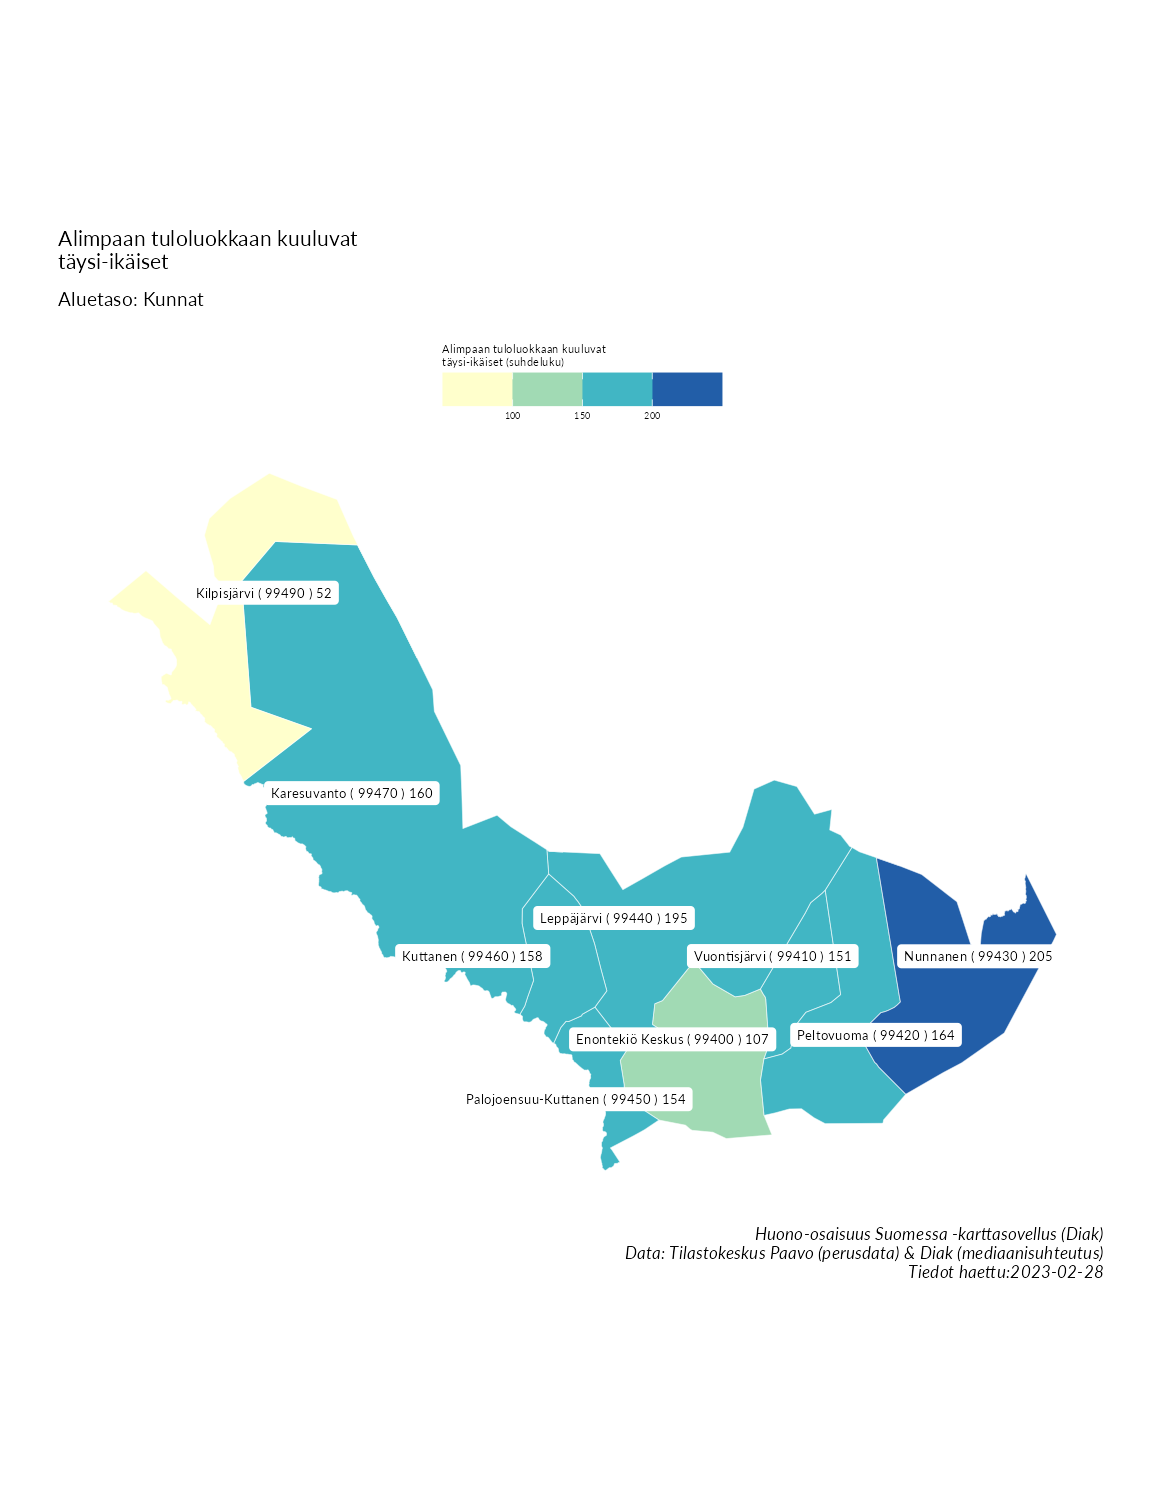 Alimpaan tuloluokkaan kuuluvat
täysi-ikäiset
Aluetaso: Kunnat
Alimpaan tuloluokkaan kuuluvat
täysi-ikäiset (suhdeluku)
100 150 200
Kilpisjärvi ( 99490 ) 52
Karesuvanto ( 99470 ) 160
Leppäjärvi ( 99440 ) 195
Kuttanen ( 99460 ) 158
Vuontisjärvi ( 99410 ) 151
Nunnanen ( 99430 ) 205
Enontekiö Keskus ( 99400 ) 107
Peltovuoma ( 99420 ) 164
Palojoensuu-Kuttanen ( 99450 ) 154
Huono-osaisuus Suomessa -karttasovellus (Diak)
Data: Tilastokeskus Paavo (perusdata) & Diak (mediaanisuhteutus)
Tiedot haettu:2023-02-28